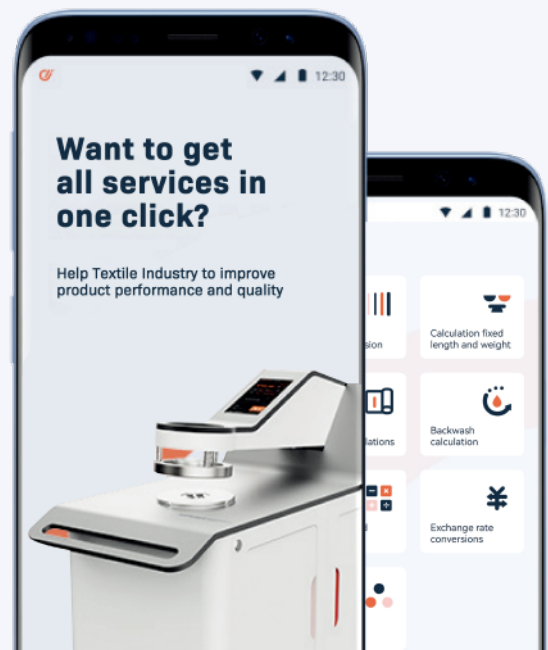 12:30
Want to get
all services in
one click?
Help Textile Industry to improve
product performance and quality
12:30
sion
Calculation fixed
length and weight
lations
Backwash
calculation
Exchange rate
conversions